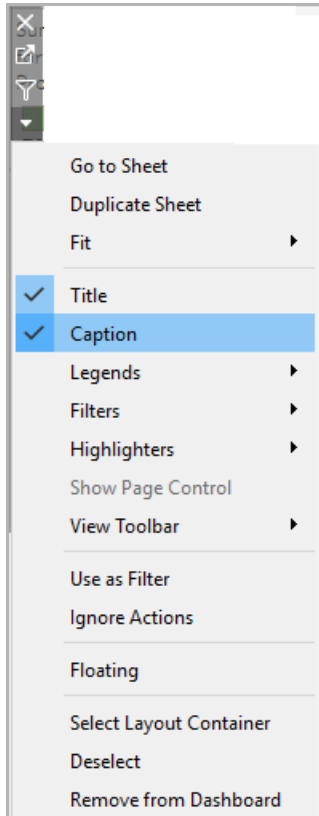 Go to Sheet
Duplicate Sheet
Fit
Title
Caption
Legends
Filters
Highlighters
Show Page Control
View Toolbar
Use as Filter
Ignore Actions
Floating
Select Layout Container
Deselect
Remove from Dashboard